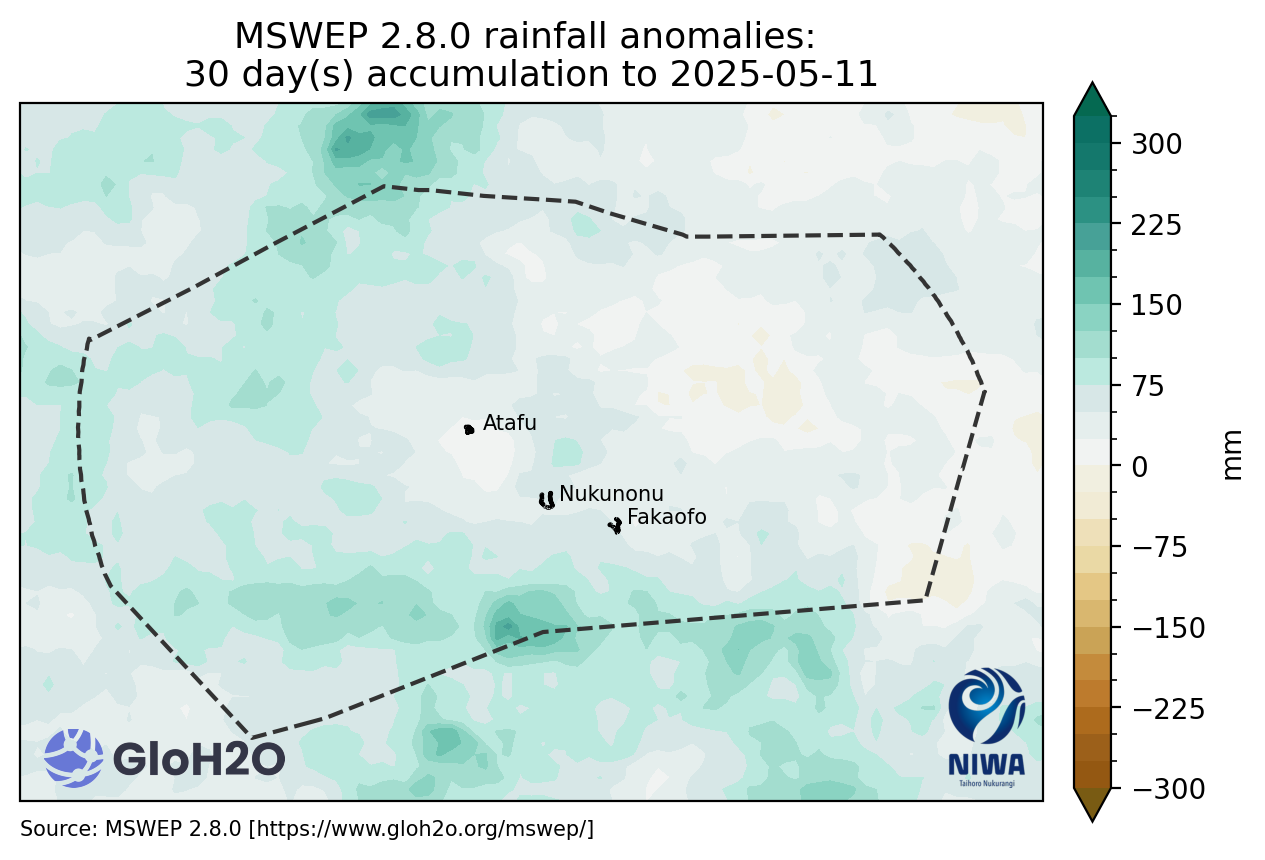 MSWEP 2.8.0 rainfall anomalies:
30 day(s) accumulation to 2025-05-11
300
225
150
75
0
−75
−150
−225
−300
mm
Atafu
Nukunonu
Fakaofo
GloH2O
NIWA
Taihoro Nukurangi
Source: MSWEP 2.8.0 [https://www.gloh2o.org/mswep/]